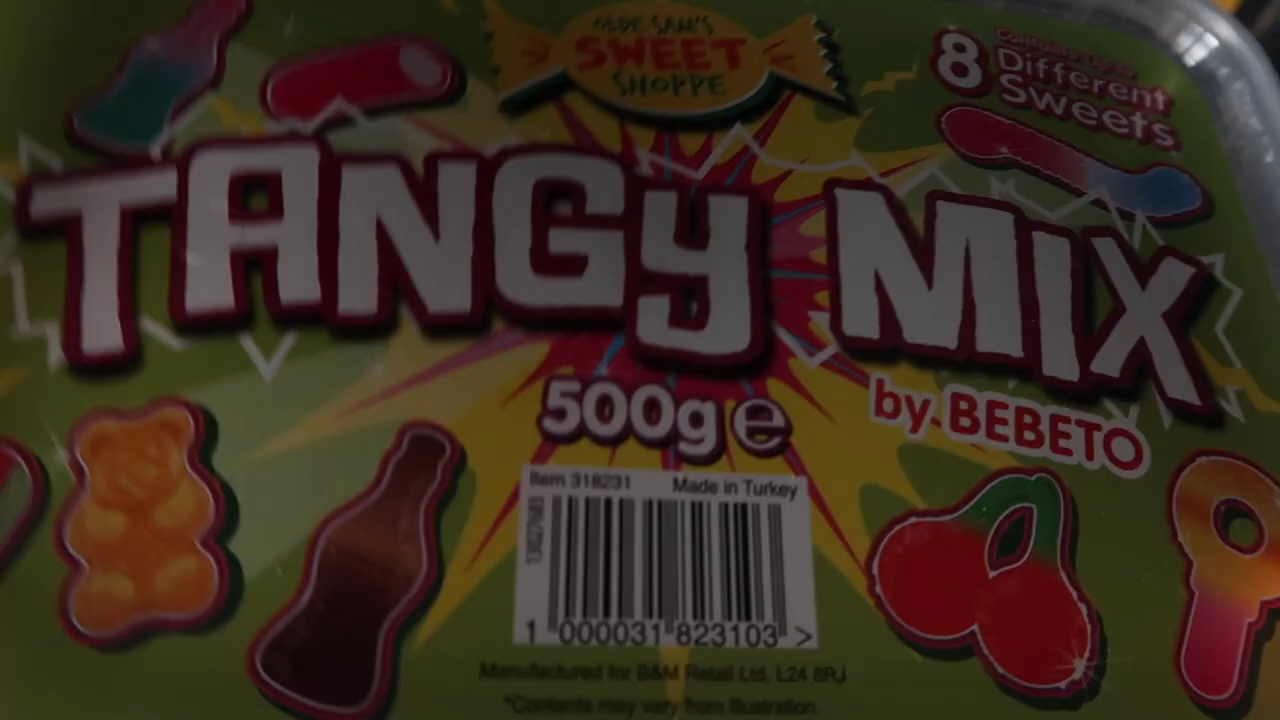 OLDE SAM'S
SWEET
SHOPPE
8 Different
Sweets
TANGY MIX
by BEBETO
500g e
Item 318231 Made in Turkey
1 000031 823103 >
Manufactured for B&M Retail Ltd, L24 8RJ
*Contents may vary from illustration.